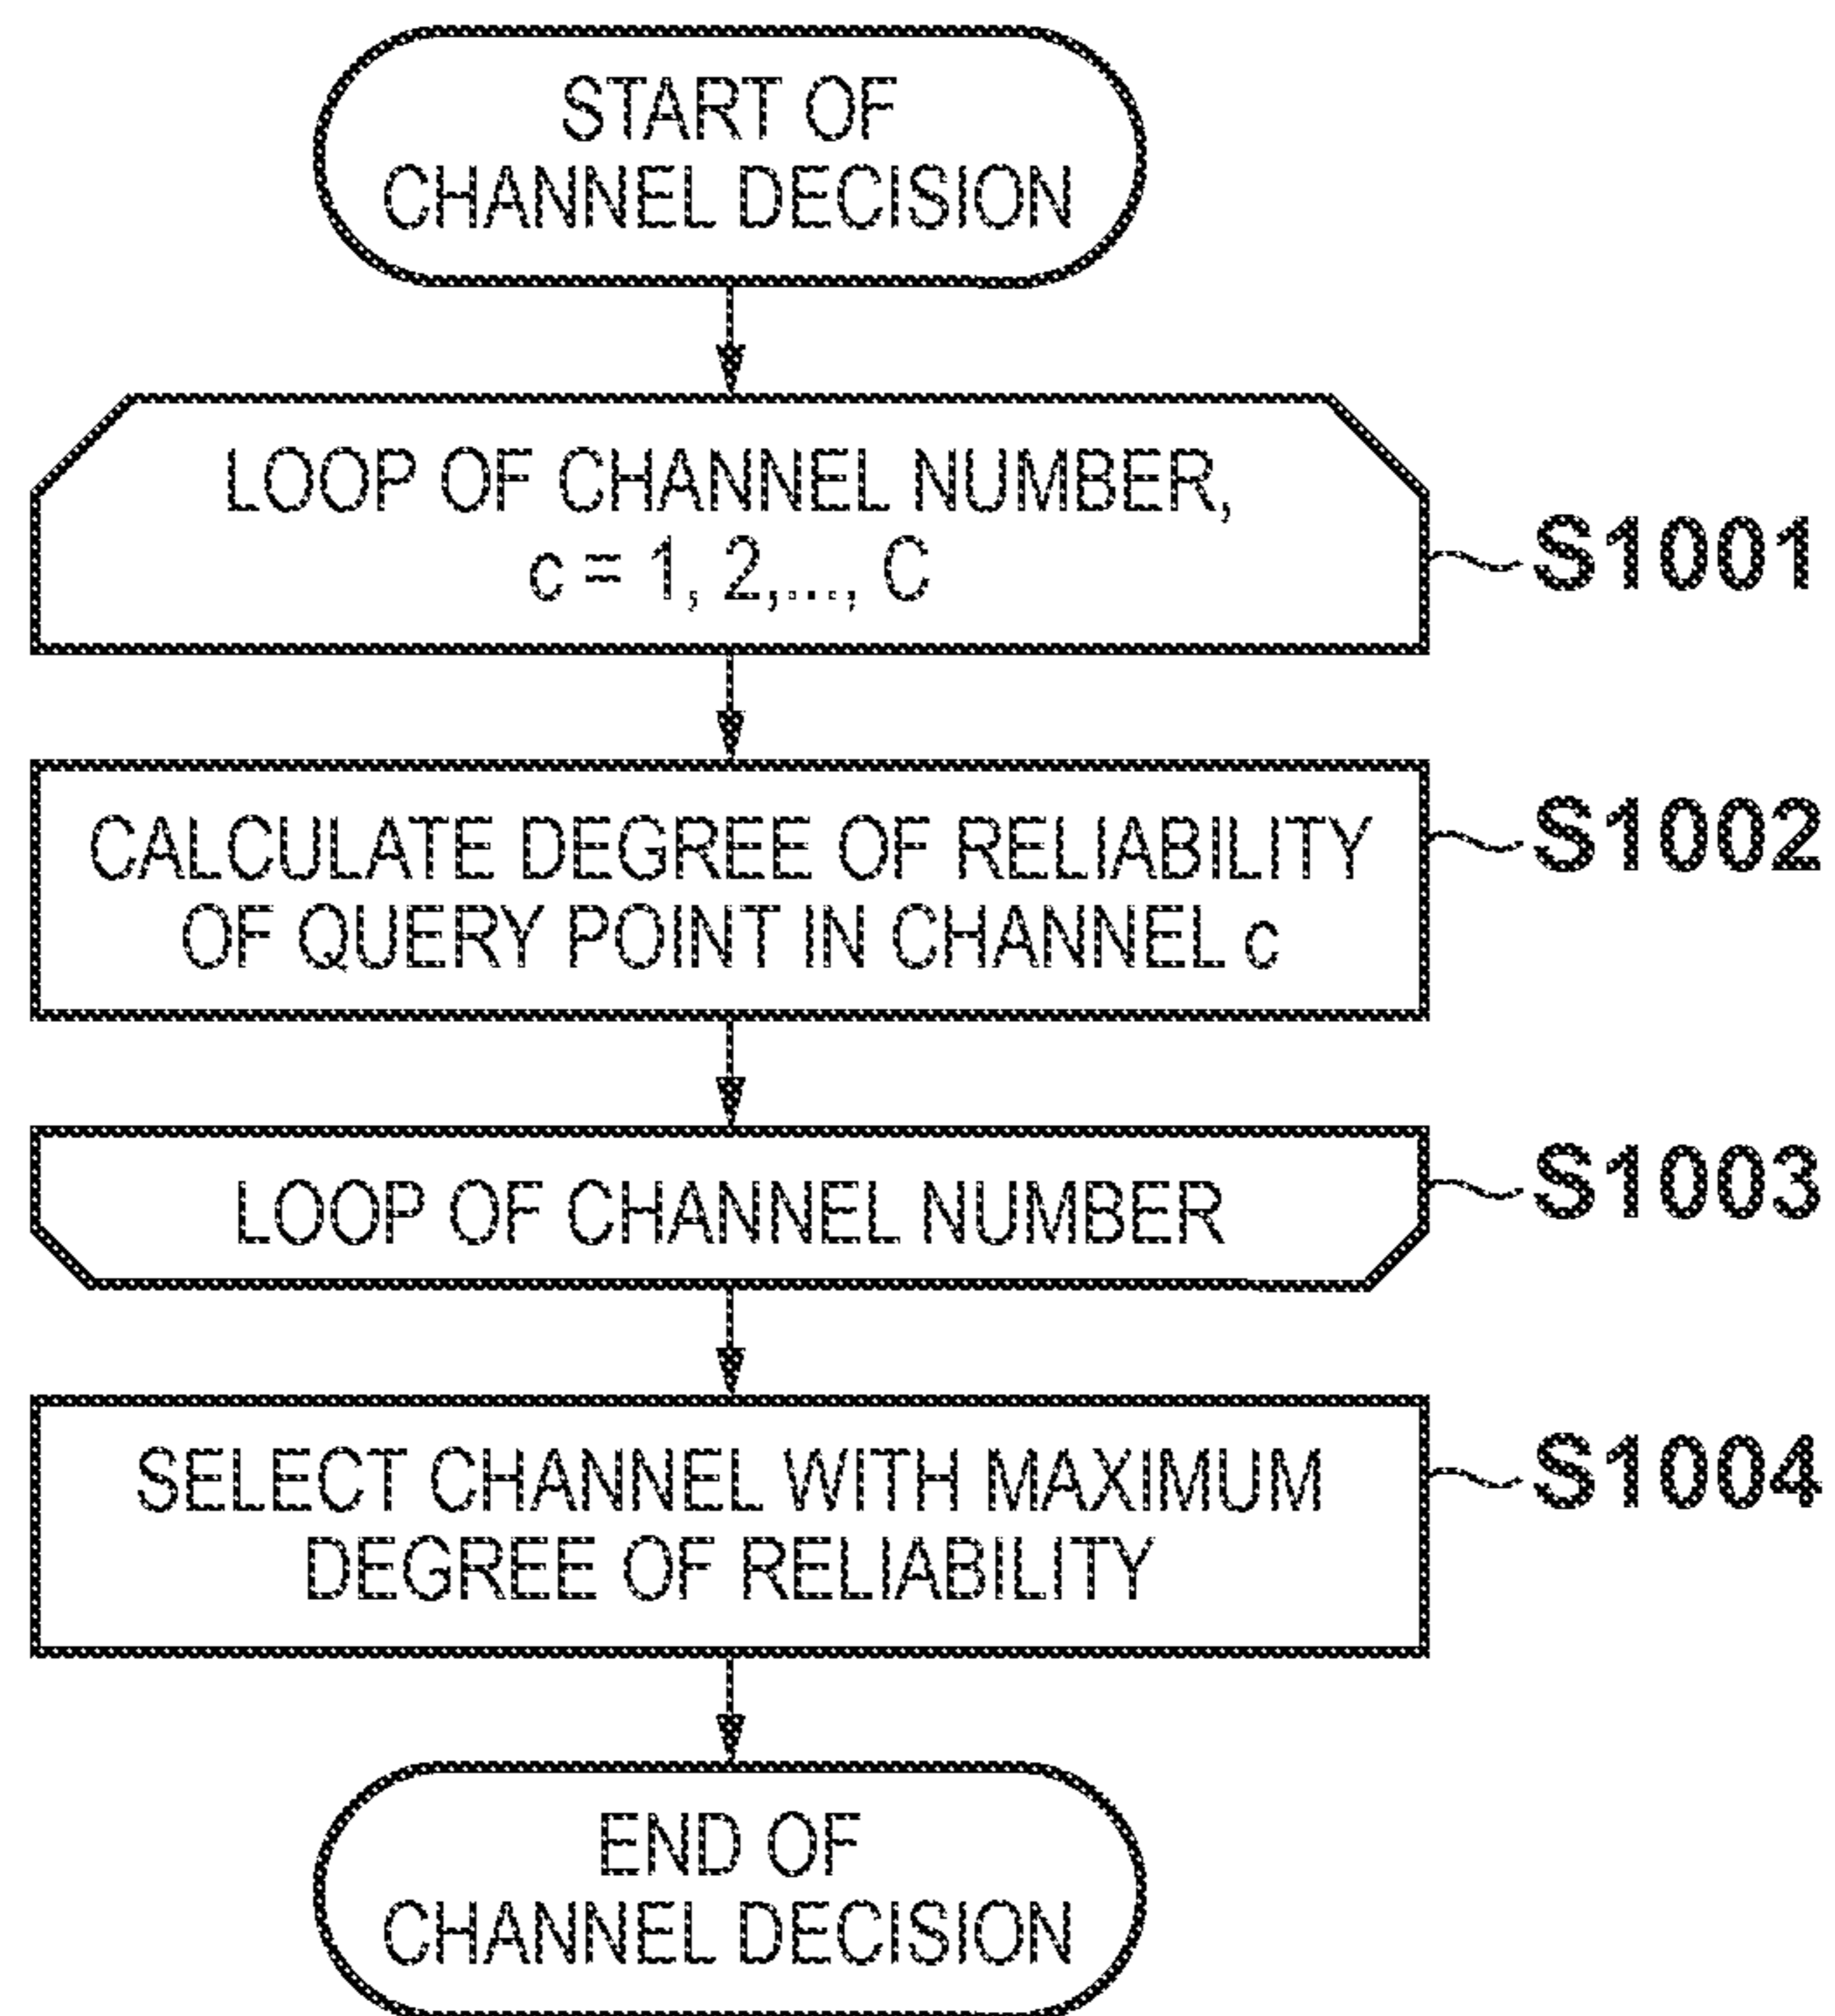 START OF
CHANNEL DECISION
LOOP OF CHANNEL NUMBER,
c = 1, 2,..., C
S1001
CALCULATE DEGREE OF RELIABILITY
OF QUERY POINT IN CHANNEL c
S1002
LOOP OF CHANNEL NUMBER
S1003
SELECT CHANNEL WITH MAXIMUM
DEGREE OF RELIABILITY
S1004
END OF
CHANNEL DECISION